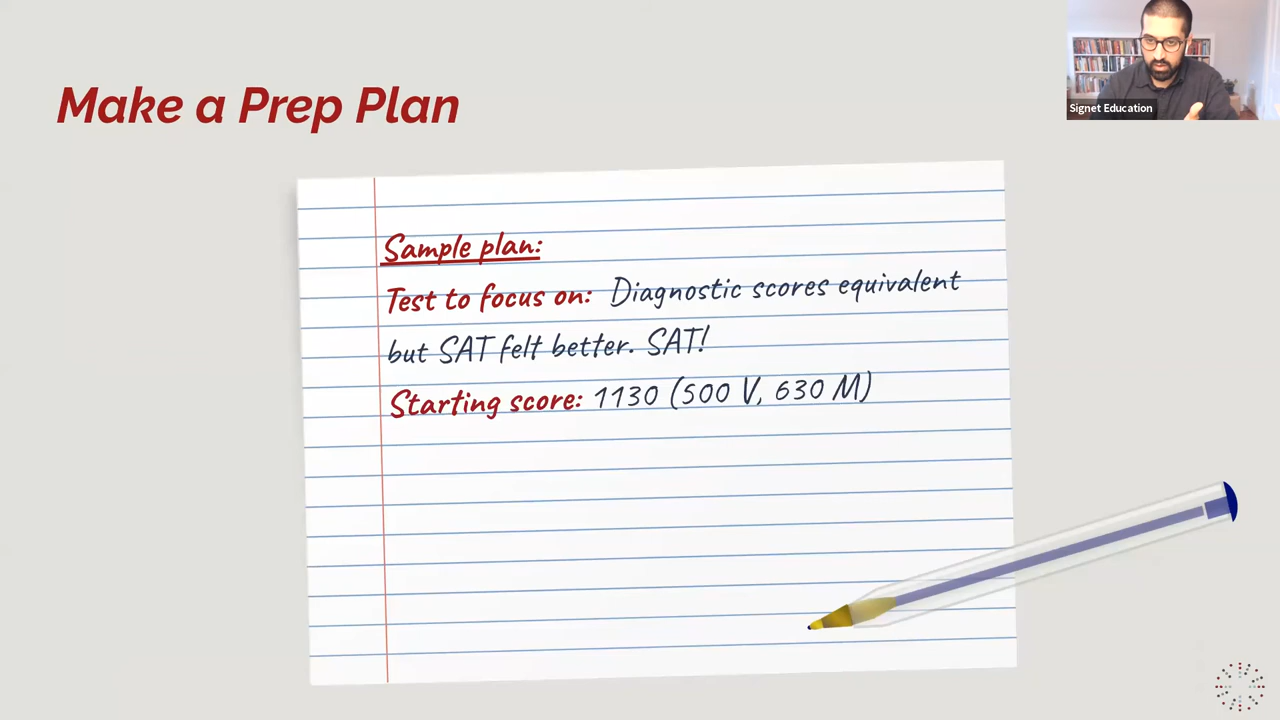 Make a Prep Plan
Signet Education
Sample plan:
Test to focus on: Diagnostic scores equivalent
but SAT felt better. SAT!
Starting score: 1130 (500 V, 630 M)